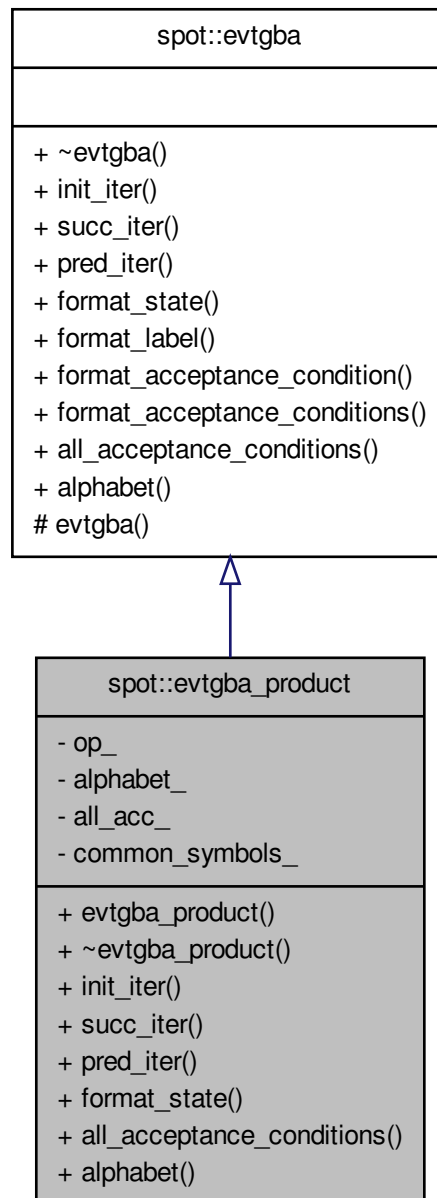 spot::evtgba
+ ~evtgba()
+ init_iter()
+ succ_iter()
+ pred_iter()
+ format_state()
+ format_label()
+ format_acceptance_condition()
+ format_acceptance_conditions()
+ all_acceptance_conditions()
+ alphabet()
# evtgba()
spot::evtgba_product
- op_
- alphabet_
- all_acc_
- common_symbols_
+ evtgba_product()
+ ~evtgba_product()
+ init_iter()
+ succ_iter()
+ pred_iter()
+ format_state()
+ all_acceptance_conditions()
+ alphabet()